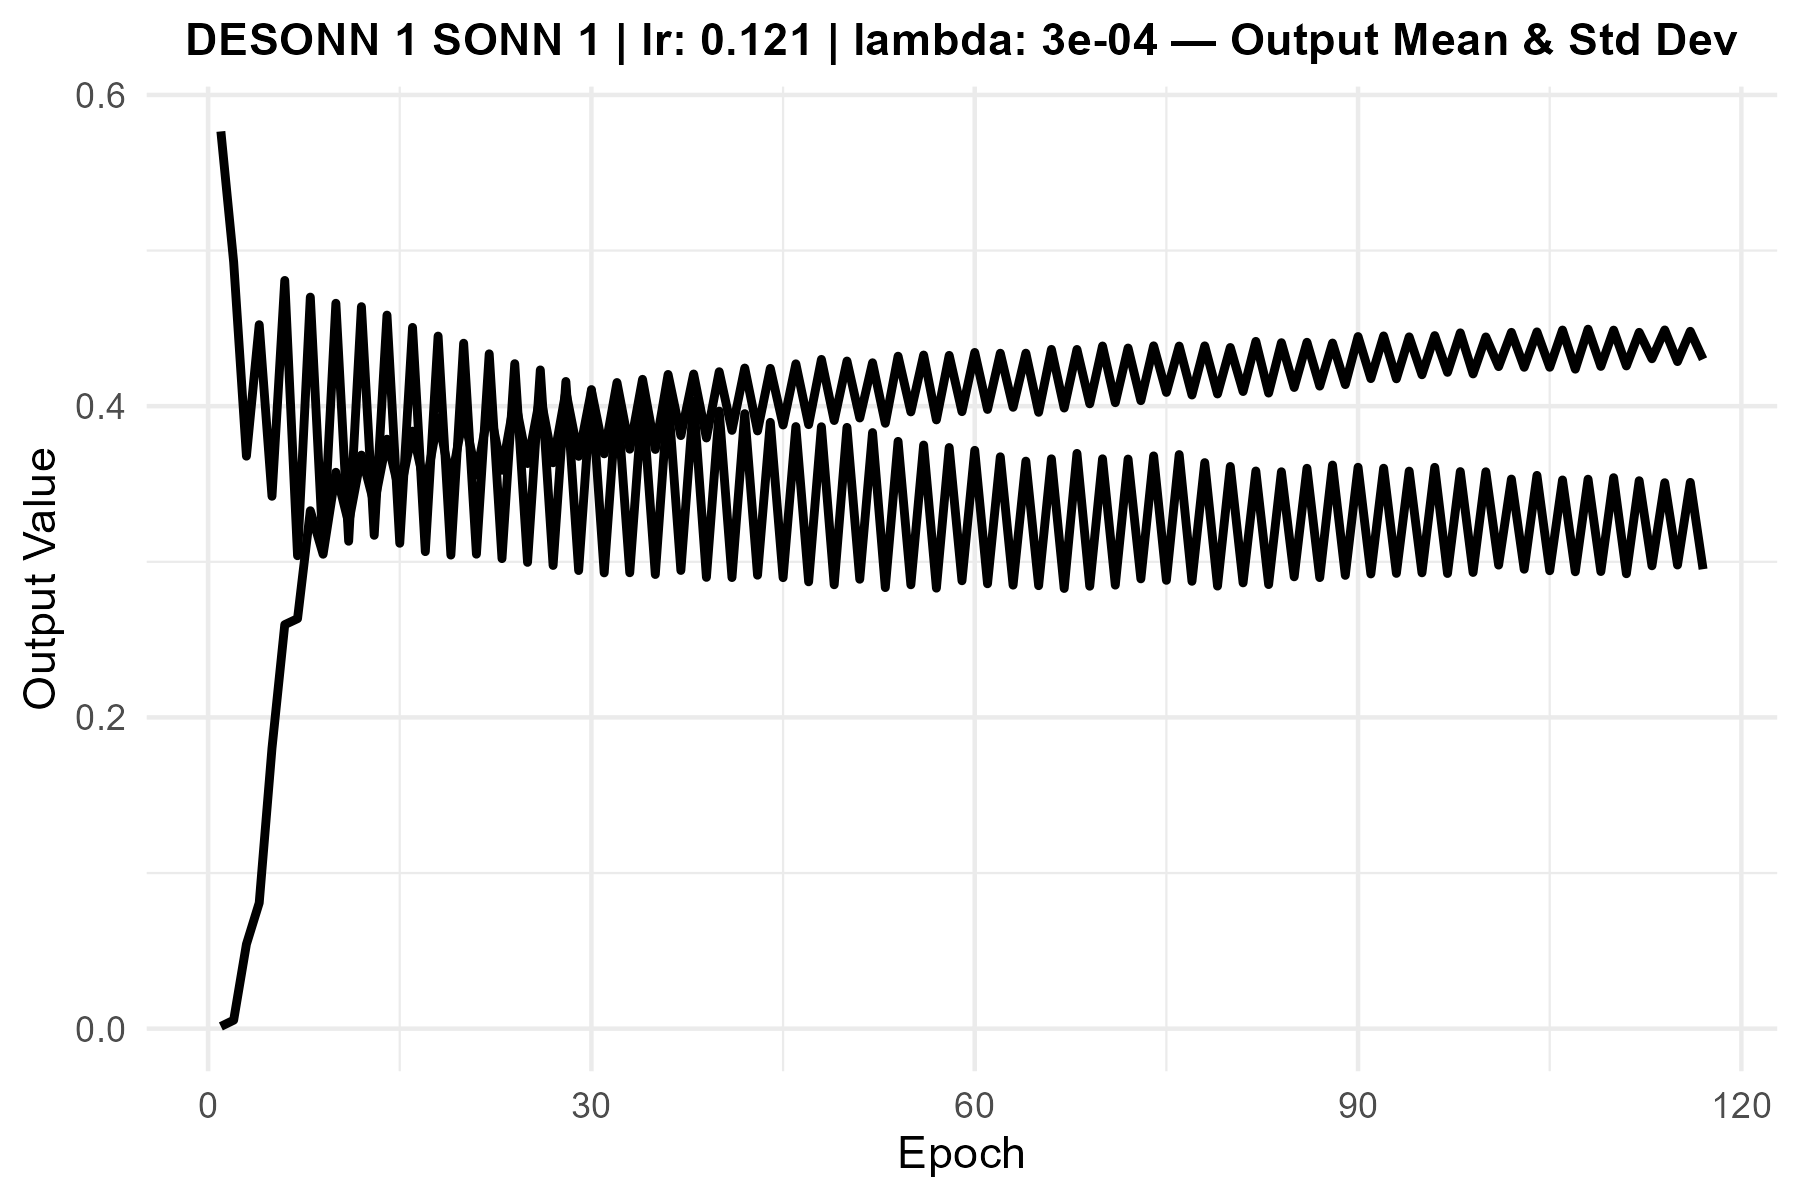 DESONN 1 SONN 1 | lr: 0.121 | lambda: 3e-04 — Output Mean & Std Dev
Output Value
0.6
0.4
0.2
0.0
0 30 60 90 120
Epoch